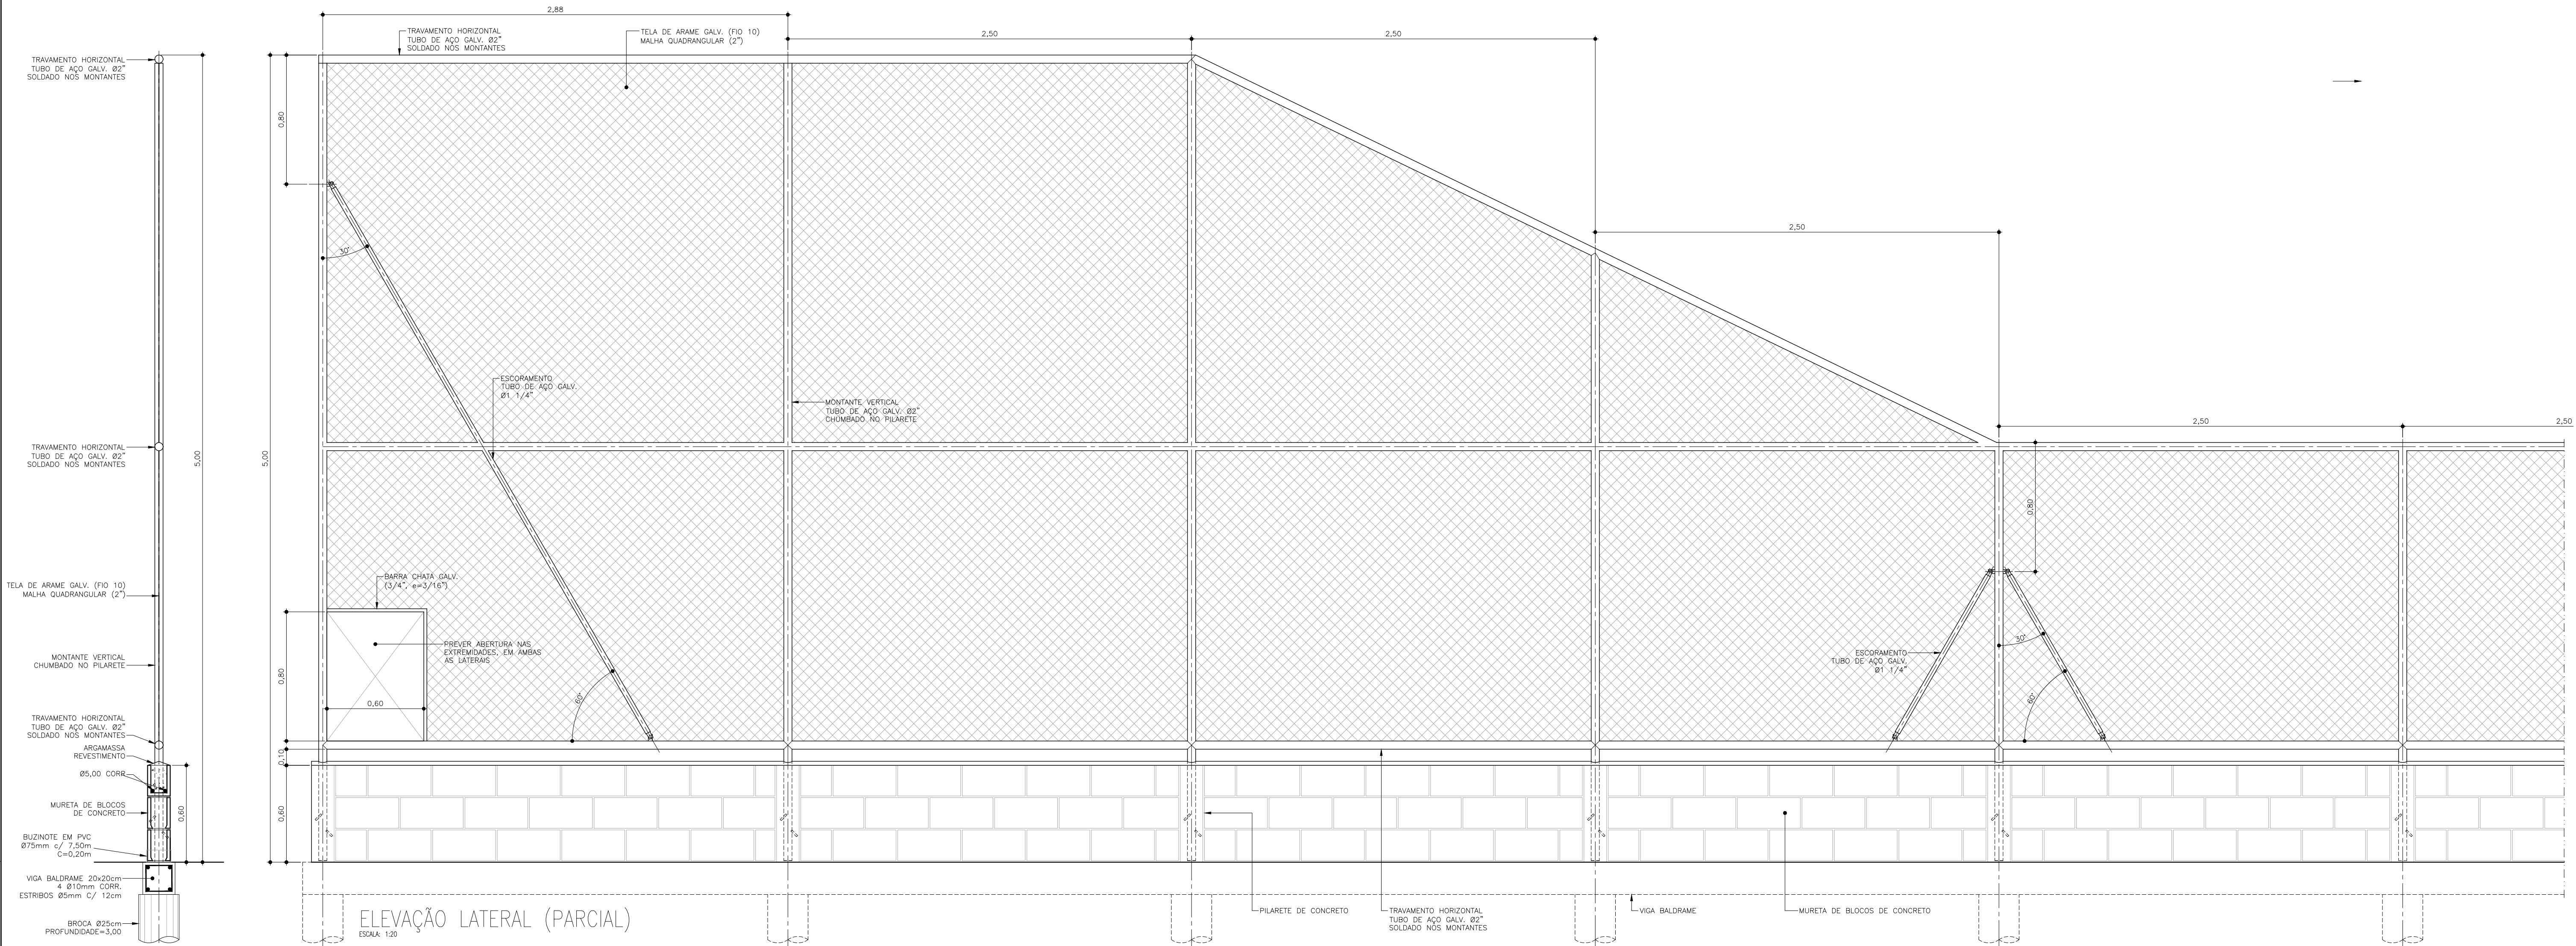 TRAVAMENTO HORIZONTAL
TUBO DE AÇO GALV. Ø2"
SOLDADO NOS MONTANTES
TRAVAMENTO HORIZONTAL
TUBO DE AÇO GALV. Ø2"
SOLDADO NOS MONTANTES
TELA DE ARAME GALV. (FIO 10)
MALHA QUADRANGULAR (2")
MONTANTE VERTICAL
CHUMBADO NO PILARETE
TRAVAMENTO HORIZONTAL
TUBO DE AÇO GALV. Ø2"
SOLDADO NOS MONTANTES
ARGAMASSA
REVESTIMENTO
Ø5,00 CORR
MURETA DE BLOCOS
DE CONCRETO
BUZINOTE EM PVC
Ø75mm c/ 7,50m
C=0,20m
VIGA BALDRAME 20x20cm
4 Ø10mm CORR.
ESTRIBOS Ø5mm C/ 12cm
BROCA Ø25cm
PROFUNDIDADE=3,00
5,00
0,60
5,00
0,80
0,80
0,10
0,60
2,88
2,50
2,50
2,50
2,50
2,50
TRAVAMENTO HORIZONTAL
TUBO DE AÇO GALV. Ø2"
SOLDADO NOS MONTANTES
TELA DE ARAME GALV. (FIO 10)
MALHA QUADRANGULAR (2")
30°
ESCORAMENTO
TUBO DE AÇO GALV.
Ø1 1/4"
MONTANTE VERTICAL
TUBO DE AÇO GALV. Ø2"
CHUMBADO NO PILARETE
BARRA CHATA GALV.
(3/4", e=3/16")
PREVER ABERTURA NAS
EXTREMIDADES, EM AMBAS
AS LATERAIS
0,60
60°
0,80
ESCORAMENTO
TUBO DE AÇO GALV.
Ø1 1/4"
30°
60°
PILARETE DE CONCRETO
TRAVAMENTO HORIZONTAL
TUBO DE AÇO GALV. Ø2"
SOLDADO NOS MONTANTES
VIGA BALDRAME
MURETA DE BLOCOS DE CONCRETO
ELEVAÇÃO LATERAL (PARCIAL)
ESCALA: 1:20